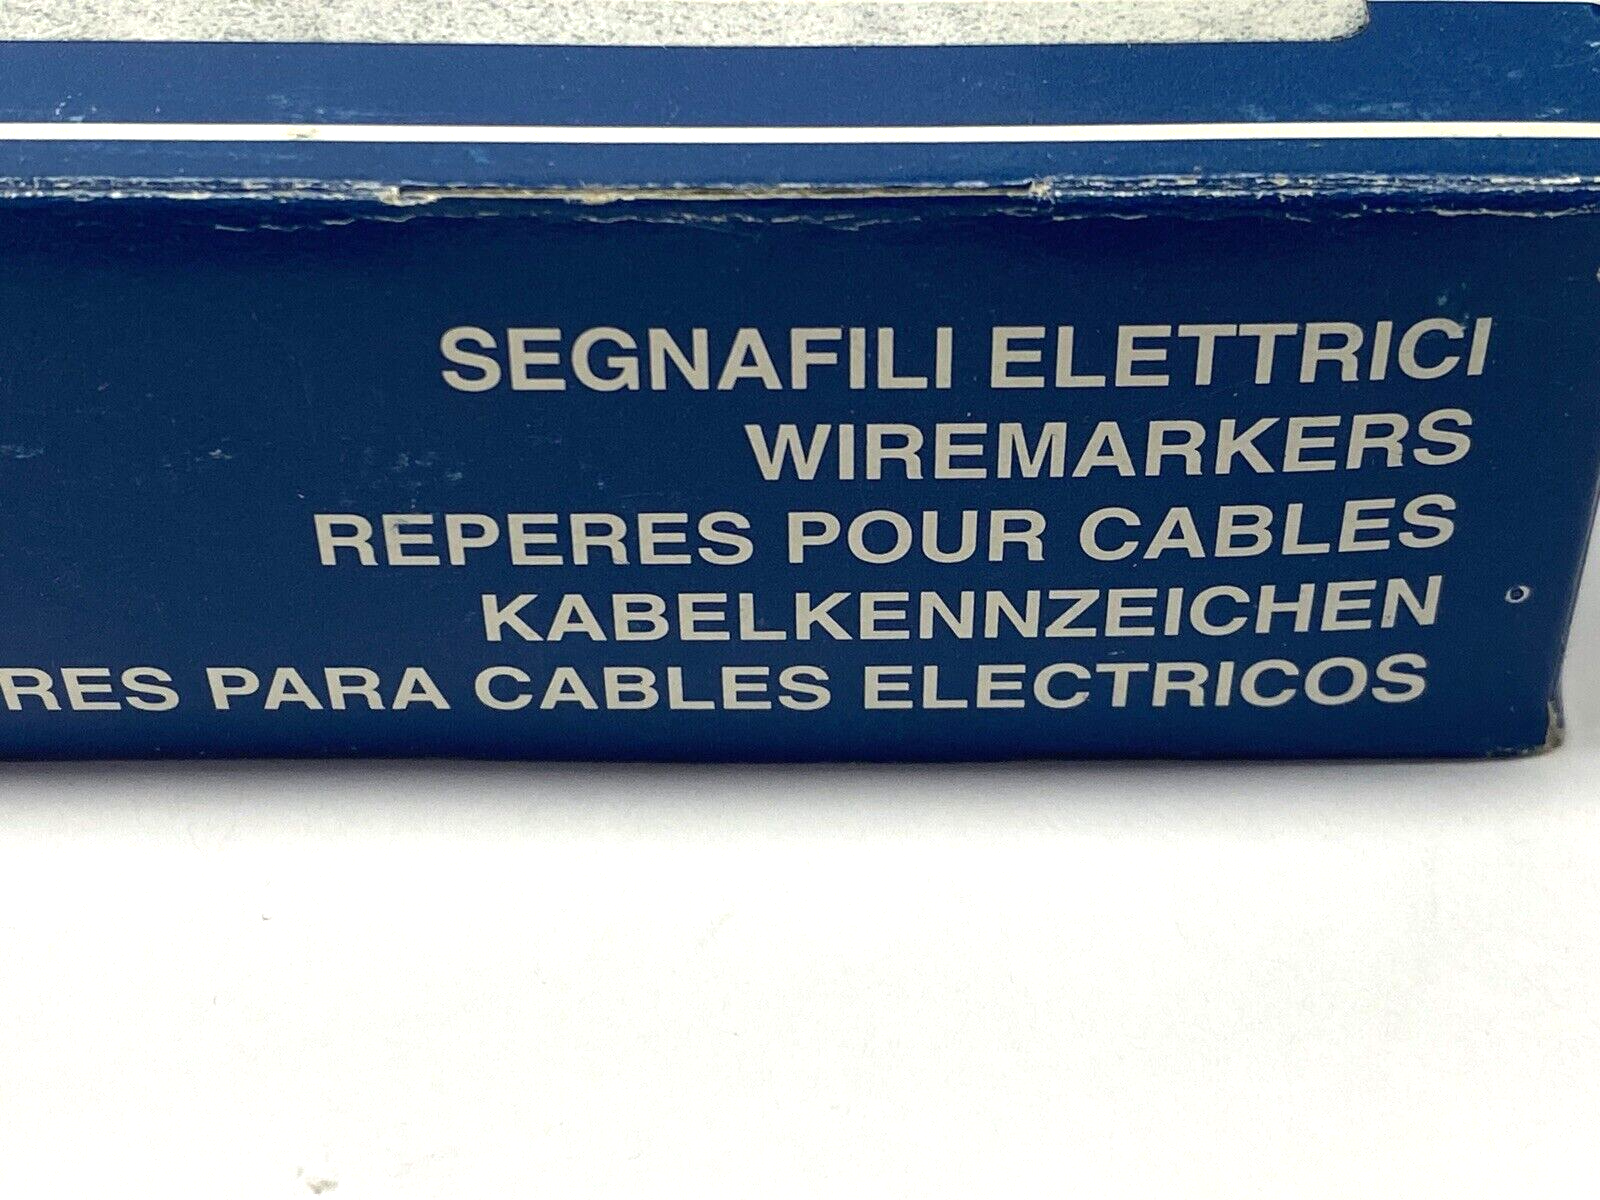 SEGNAFILI ELETTRICI
WIREMARKERS
REPERES POUR CABLES
KABELKENNZEICHEN
RES PARA CABLES ELECTRICOS